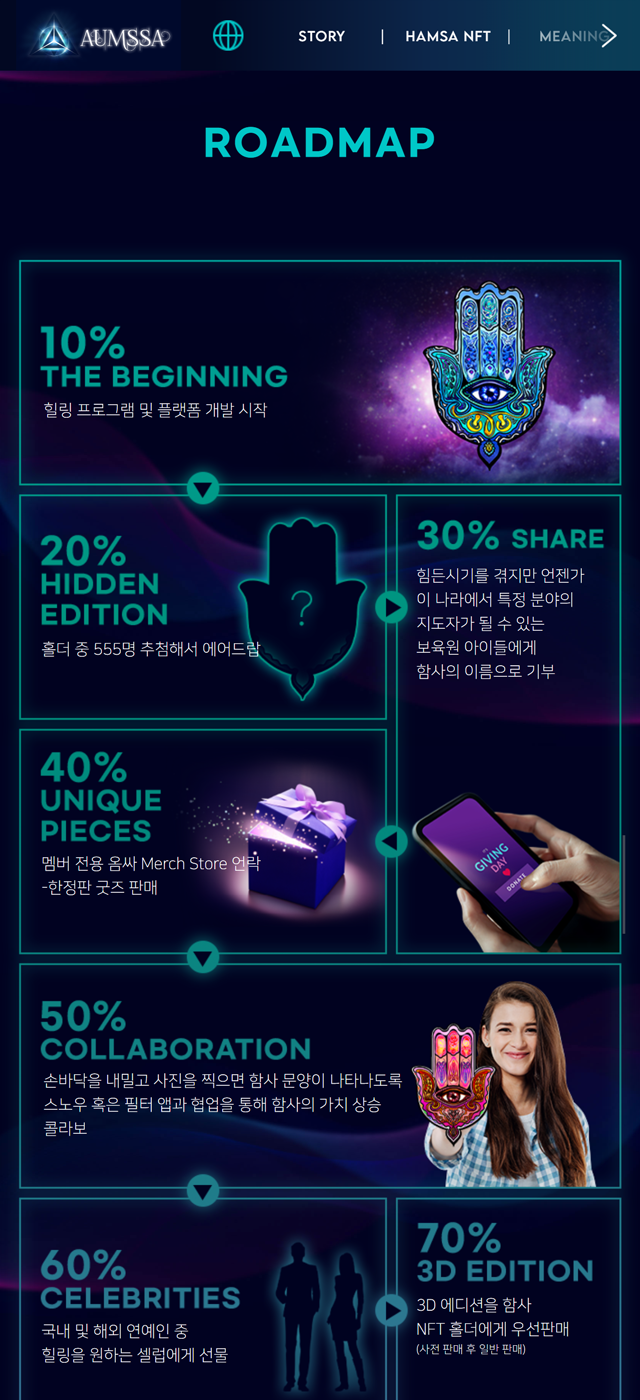 AUMSSA
STORY | HAMSA NFT | MEANING
ROADMAP
10%
THE BEGINNING
힐링 프로그램 및 플랫폼 개발 시작
20%
HIDDEN
EDITION
홀더 중 555명 추첨해서 에어드랍
?
30% SHARE
힘든시기를 겪지만 언젠가
이 나라에서 특정 분야의
지도자가 될 수 있는
보육원 아이들에게
함사의 이름으로 기부
GIVING
DAY
DONATE
40%
UNIQUE
PIECES
멤버 전용 옴싸 Merch Store 언락
-한정판 굿즈 판매
50%
COLLABORATION
손바닥을 내밀고 사진을 찍으면 함사 문양이 나타나도록
스노우 혹은 필터 앱과 협업을 통해 함사의 가치 상승
콜라보
60%
CELEBRITIES
국내 및 해외 연예인 중
힐링을 원하는 셀럽에게 선물
70%
3D EDITION
3D 에디션을 함사
NFT 홀더에게 우선판매
(사전 판매 후 일반 판매)